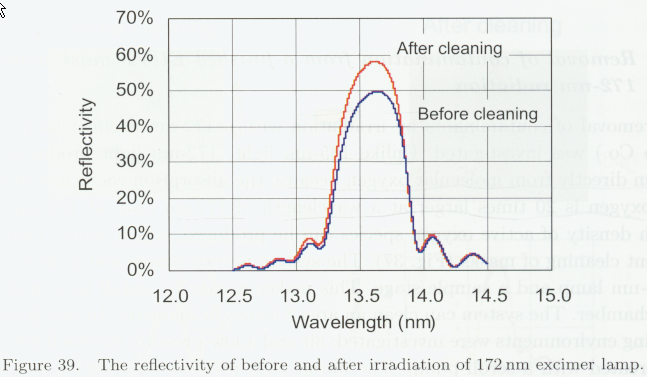 70%
60%
50%
40%
30%
20%
10%
0%
Reflectivity
After cleaning
Before cleaning
12.0 12.5 13.0 13.5 14.0 14.5 15.0
Wavelength (nm)
Figure 39. The reflectivity of before and after irradiation of 172 nm excimer lamp.